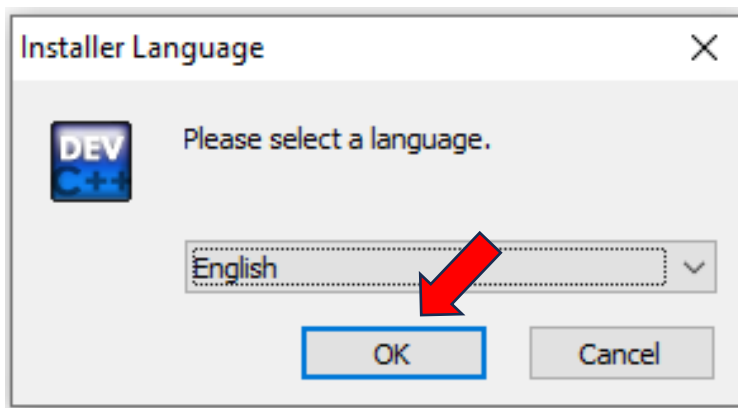 Installer Language
DEV
C++
Please select a language.
English
OK
Cancel